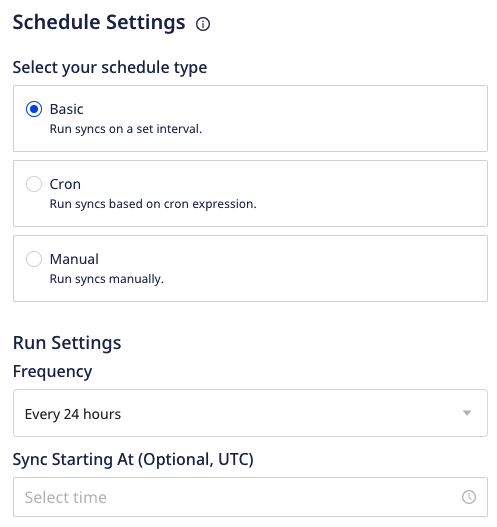 Schedule Settings
Select your schedule type
Basic
Run syncs on a set interval.
Cron
Run syncs based on cron expression.
Manual
Run syncs manually.
Run Settings
Frequency
Every 24 hours
Sync Starting At (Optional, UTC)
Select time